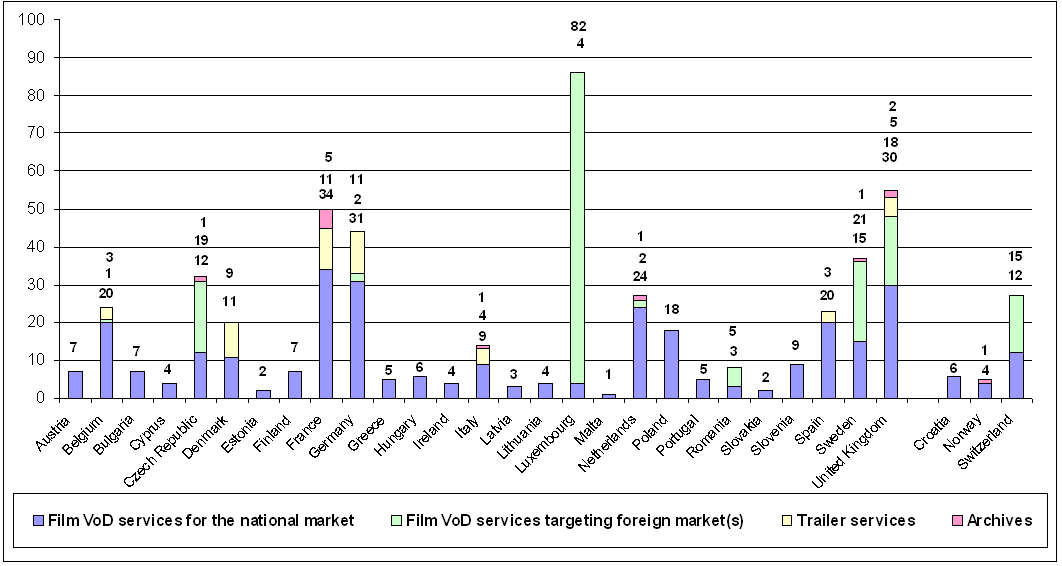 100
90
80
70
60
50
40
30
20
10
0
7
3
1
20
7
4
1
19
12
9
11
2
7
5
11
34
11
2
31
5
6
4
1
4
9
3
4
82
4
1
1
2
24
18
5
5
3
2
9
3
20
1
21
15
2
5
18
30
6
1
4
15
12
Austria
Belgium
Bulgaria
Cyprus
Czech Republic
Denmark
Estonia
Finland
France
Germany
Greece
Hungary
Ireland
Italy
Latvia
Lithuania
Luxembourg
Malta
Netherlands
Poland
Portugal
Romania
Slovakia
Slovenia
Spain
Sweden
United Kingdom
Croatia
Norway
Switzerland
Film VoD services for the national market Film VoD services targeting foreign market(s) Trailer services Archives